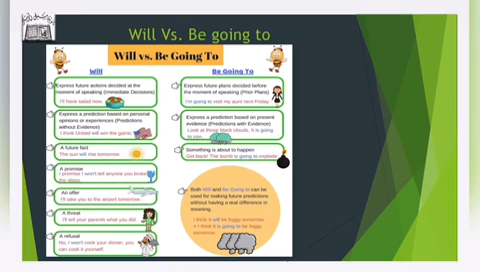 Will Vs. Be going to
Will vs. Be Going To
Will
Express future actions decided at the
moment of speaking (Immediate Decisions)
I'll have salad now.
Express a prediction based on personal
opinions or experiences (Predictions
without Evidence)
I think United will win the game.
A future fact
The sun will rise tomorrow
A promise
I promise I won't tell anyone you broke
the glass.
An offer
I'll take you to the airport tomorrow.
A threat
I'll tell your parents what you did.
A refusal
No, I won't cook your dinner, you
can cook it yourself.
Be Going To
Express future plans decided before
the moment of speaking (Prior Plans)
I'm going to visit my aunt next Friday.
Express a prediction based on present
evidence (Predictions with Evidence)
Look at those black clouds. It is going
to rain.
Something is about to happen
Get back! The bomb is going to explode.
Both Will and Be Going to can be
used for making future predictions
without having a real difference in
meaning.
I think it will be foggy tomorrow.
= I think it is going to be foggy
tomorrow.